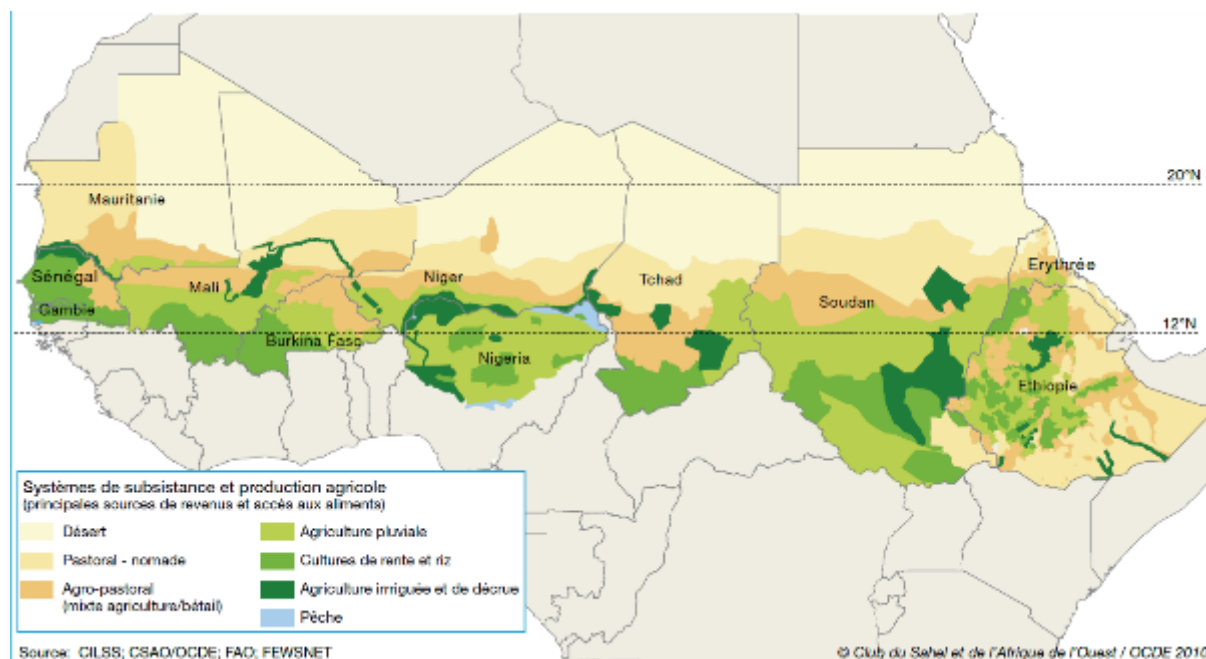 20°N
Mauritanie
Erythrée
Sénégal
Mali
Niger
Tchad
Soudan
Gambie
12°N
Burkina Faso
Nigeria
Ethiopie
Systèmes de subsistance et production agricole
(principales sources de revenus et accès aux aliments)
Désert
Agriculture pluviale
Pastoral - nomade
Cultures de rente et riz
Agro-pastoral
(mixte agriculture/bétail)
Agriculture irriguée et de décrue
Pêche
Source: CILSS; CSAO/OCDE; FAO; FEWSNET
© Club du Sahel et de l'Afrique de l'Ouest / OCDE 2010